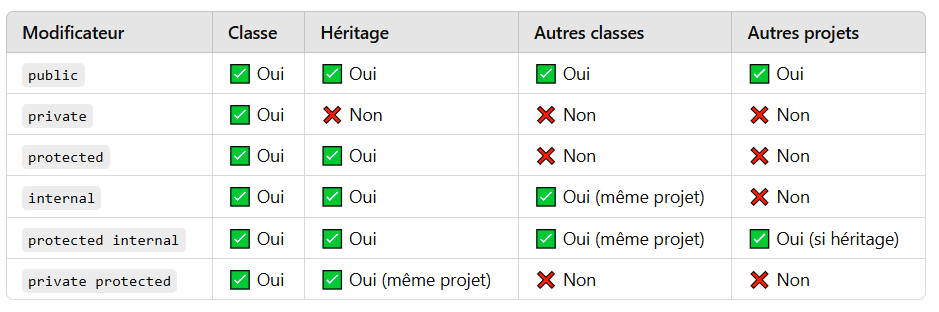 Modificateur Classe Héritage Autres classes Autres projets
public ✅ Oui ✅ Oui ✅ Oui ✅ Oui
private ✅ Oui ❌ Non ❌ Non ❌ Non
protected ✅ Oui ✅ Oui ❌ Non ❌ Non
internal ✅ Oui ✅ Oui ✅ Oui (même projet) ❌ Non
protected internal ✅ Oui ✅ Oui ✅ Oui (même projet) ✅ Oui (si héritage)
private protected ✅ Oui ✅ Oui (même projet) ❌ Non ❌ Non